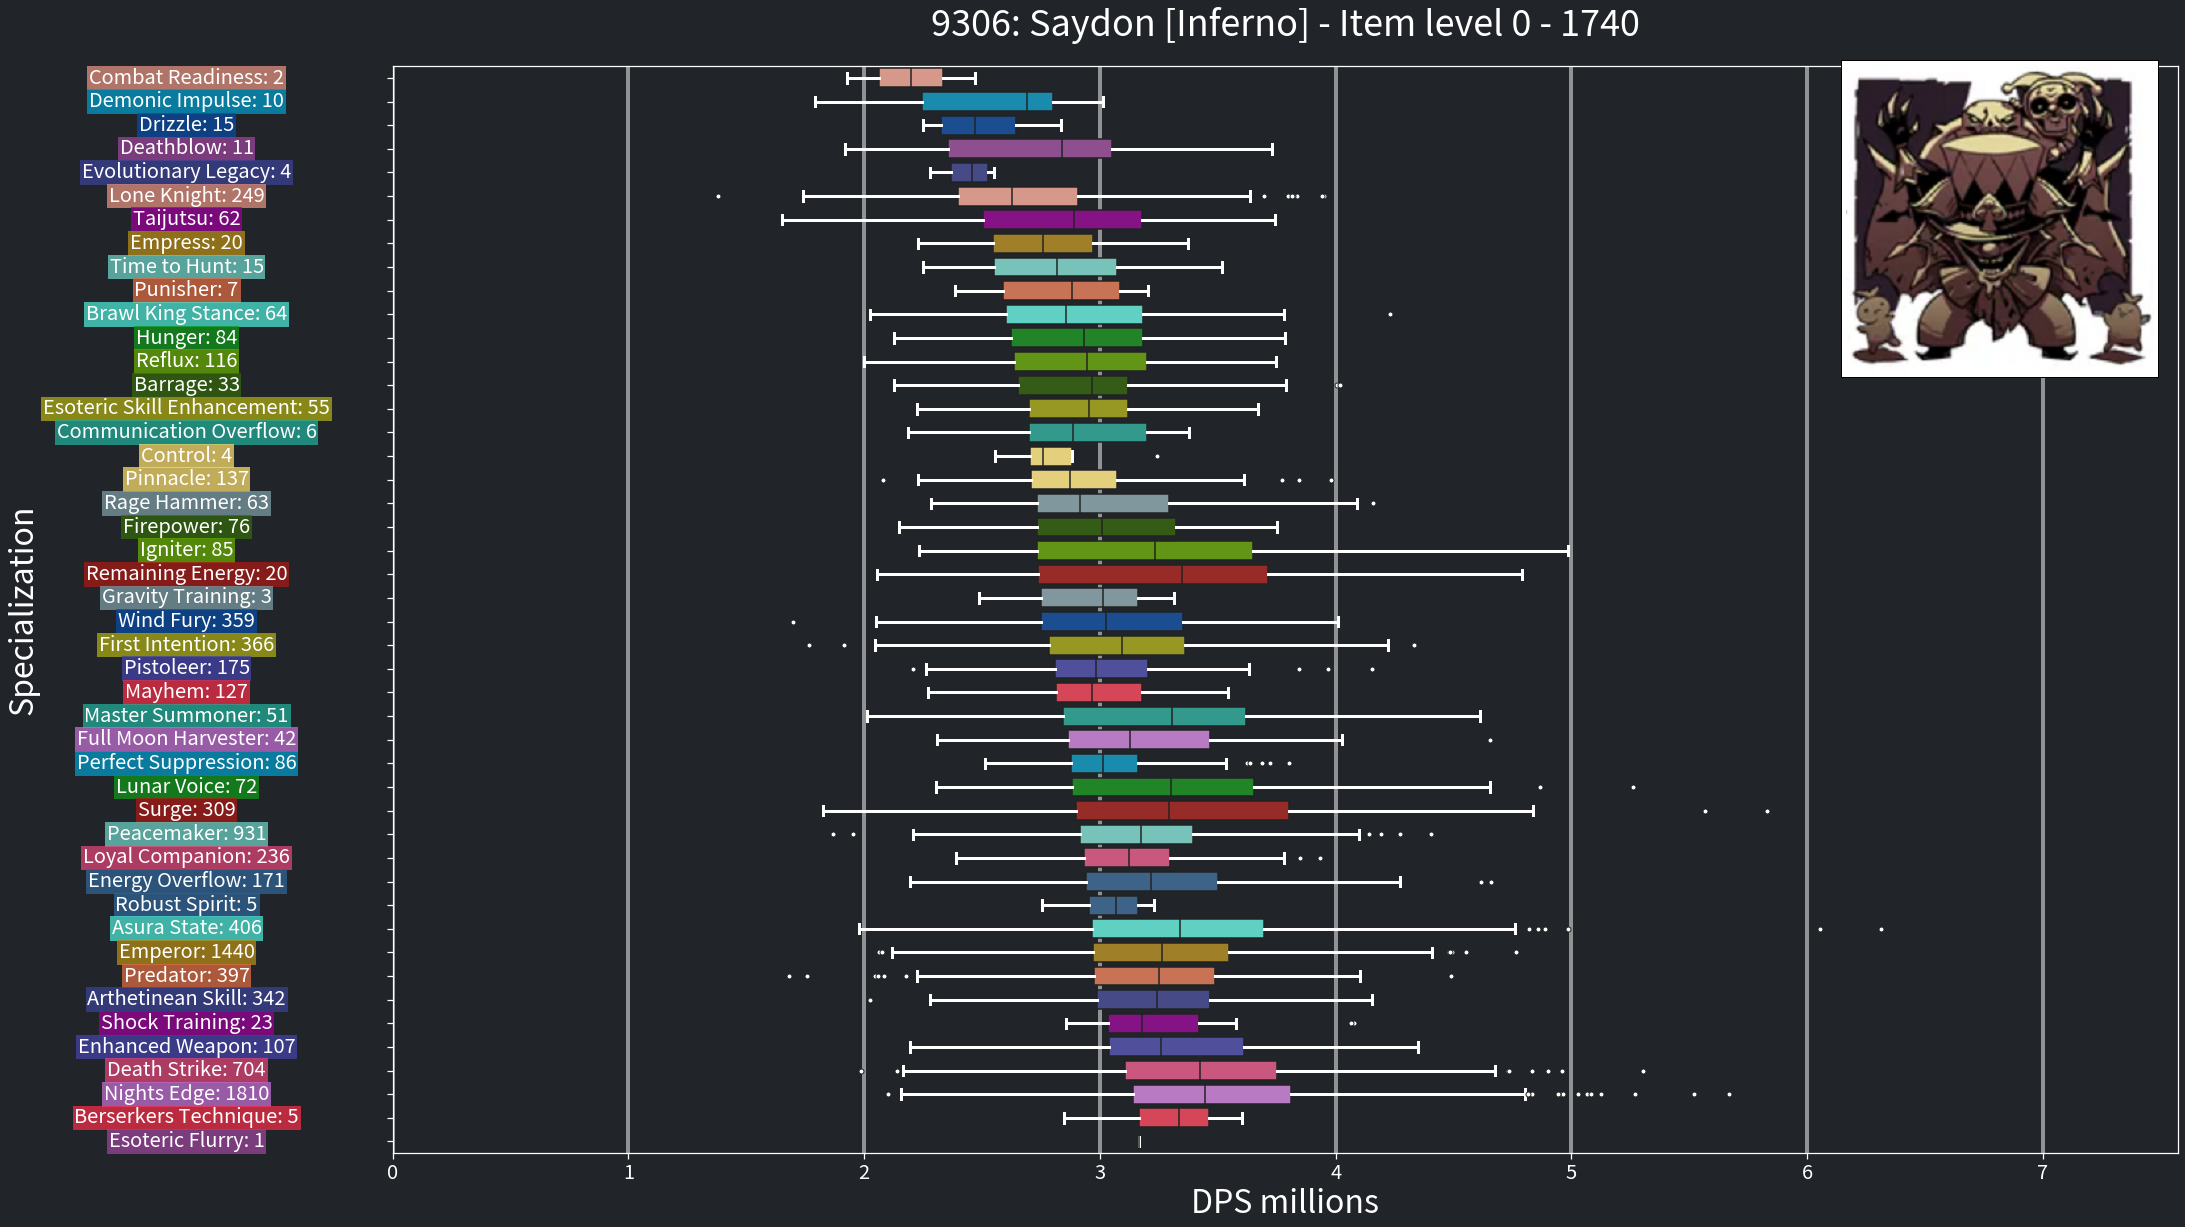 9306: Saydon [Inferno] - Item level 0 - 1740
Specialization
Combat Readiness: 2
Demonic Impulse: 10
Drizzle: 15
Deathblow: 11
Evolutionary Legacy: 4
Lone Knight: 249
Taijutsu: 62
Empress: 20
Time to Hunt: 15
Punisher: 7
Brawl King Stance: 64
Hunger: 84
Reflux: 116
Barrage: 33
Esoteric Skill Enhancement: 55
Communication Overflow: 6
Control: 4
Pinnacle: 137
Rage Hammer: 63
Firepower: 76
Igniter: 85
Remaining Energy: 20
Gravity Training: 3
Wind Fury: 359
First Intention: 366
Pistoleer: 175
Mayhem: 127
Master Summoner: 51
Full Moon Harvester: 42
Perfect Suppression: 86
Lunar Voice: 72
Surge: 309
Peacemaker: 931
Loyal Companion: 236
Energy Overflow: 171
Robust Spirit: 5
Asura State: 406
Emperor: 1440
Predator: 397
Arthetinean Skill: 342
Shock Training: 23
Enhanced Weapon: 107
Death Strike: 704
Nights Edge: 1810
Berserkers Technique: 5
Esoteric Flurry: 1
0 1 2 3 4 5 6 7
DPS millions